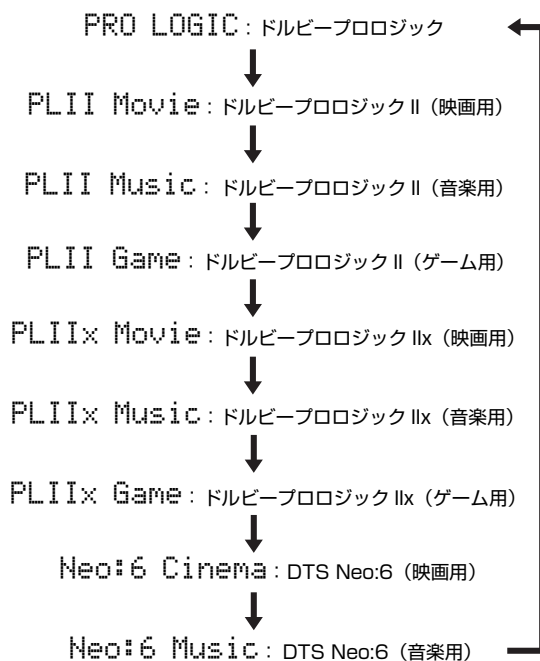 PRO LOGIC：ドルビープロロジック
PLII Movie：ドルビープロロジック II（映画用）
PLII Music：ドルビープロロジック II（音楽用）
PLII Game：ドルビープロロジック II（ゲーム用）
PLIIx Movie：ドルビープロロジック IIx（映画用）
PLIIx Music：ドルビープロロジック IIx（音楽用）
PLIIx Game：ドルビープロロジック IIx（ゲーム用）
Neo:6 Cinema：DTS Neo:6（映画用）
Neo:6 Music：DTS Neo:6（音楽用）